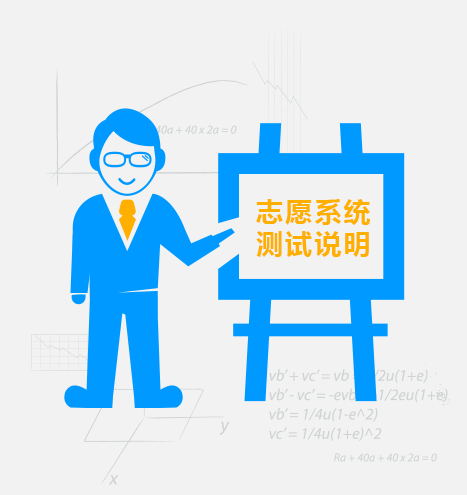 40a + 40 x 2a = 0
志愿系统
测试说明
vb' + vc' = vb /2u(1+e)
vb' - vc' = -evb 1/2eu(1+e)
vb' = 1/4u(1-e^2)
vc' = 1/4u(1+e)^2
Ra + 40a + 40 x 2a = 0
y
x